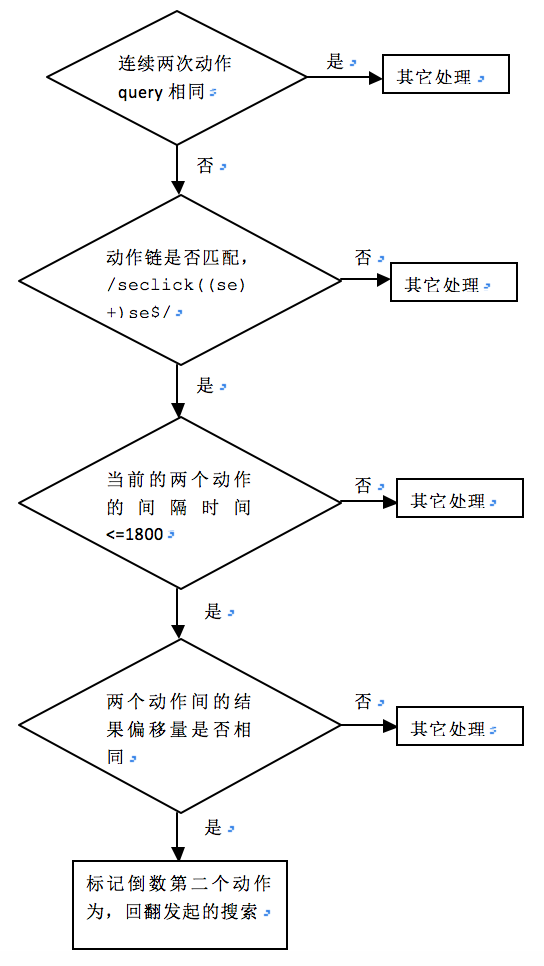 连续两次动作
query 相同
是
其它处理
否
动作链是否匹配，
/seclick((se)
+)se$/
否
其它处理
是
当前的两个动作
的间隔时间
<=1800
否
其它处理
是
两个动作间的结
果偏移量是否相
同
否
其它处理
是
标记倒数第二个动作
为，回翻发起的搜索